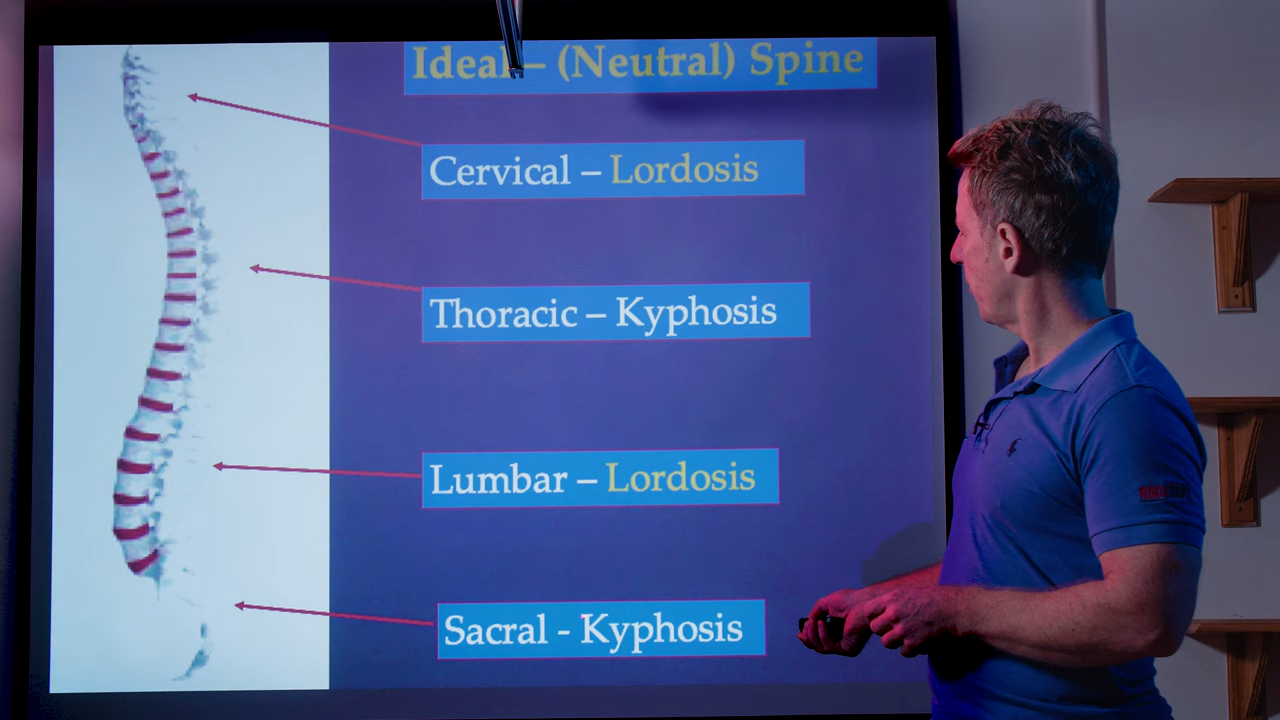 Ideal – (Neutral) Spine
Cervical – Lordosis
Thoracic – Kyphosis
Lumbar – Lordosis
Sacral - Kyphosis